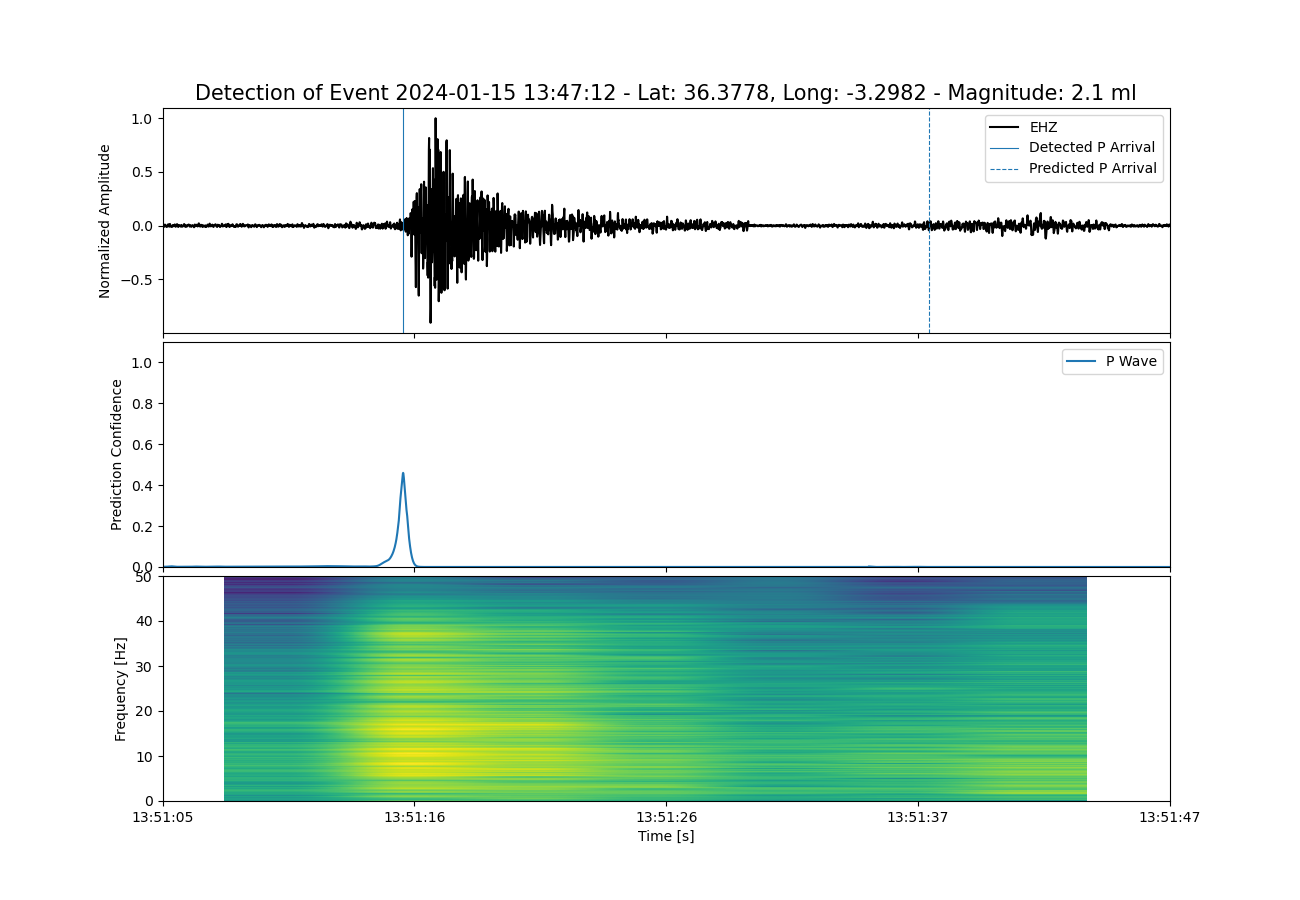 Detection of Event 2024-01-15 13:47:12 - Lat: 36.3778, Long: -3.2982 - Magnitude: 2.1 ml
Normalized Amplitude
1.0
0.5
0.0
−0.5
EHZ
Detected P Arrival
Predicted P Arrival
Prediction Confidence
1.0
0.8
0.6
0.4
0.2
0.0
P Wave
Frequency [Hz]
50
40
30
20
10
0
13:51:05
13:51:16
13:51:26
13:51:37
13:51:47
Time [s]